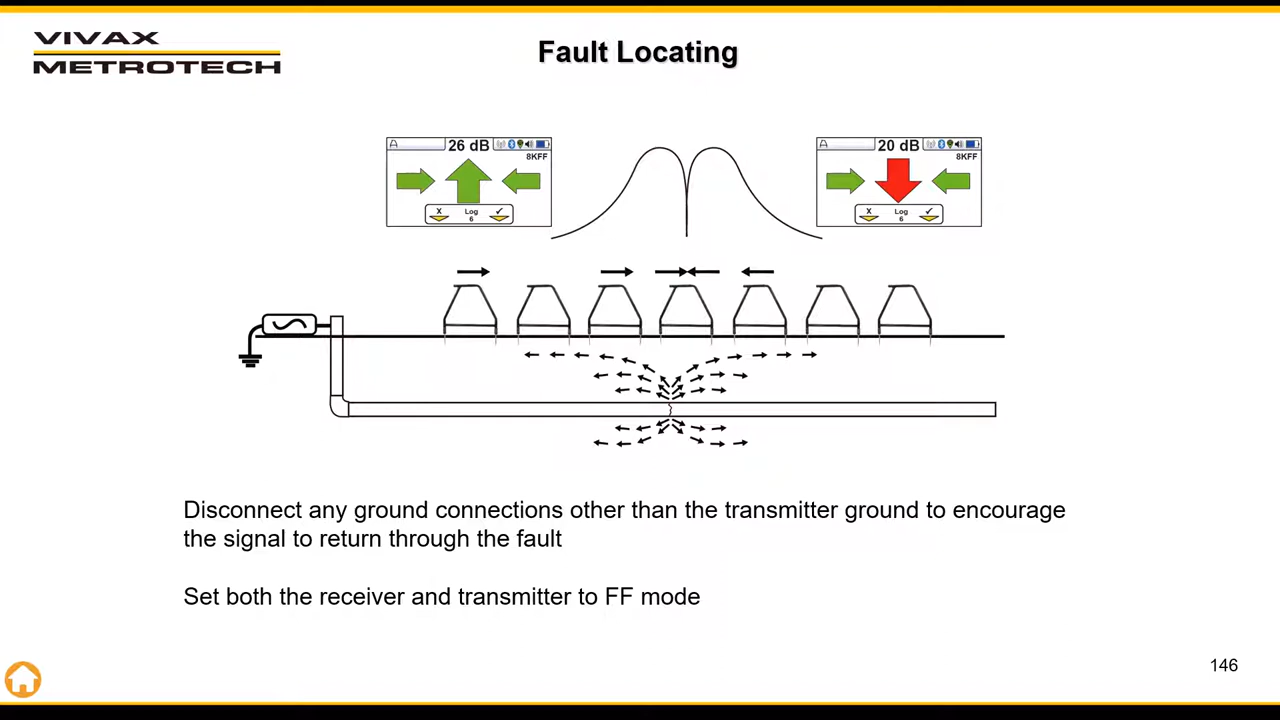 VIVAX
METROTECH
Fault Locating
A
26 dB
8KFF
X
Log
6
✓
A
20 dB
8KFF
X
Log
6
✓
Disconnect any ground connections other than the transmitter ground to encourage
the signal to return through the fault
Set both the receiver and transmitter to FF mode
146